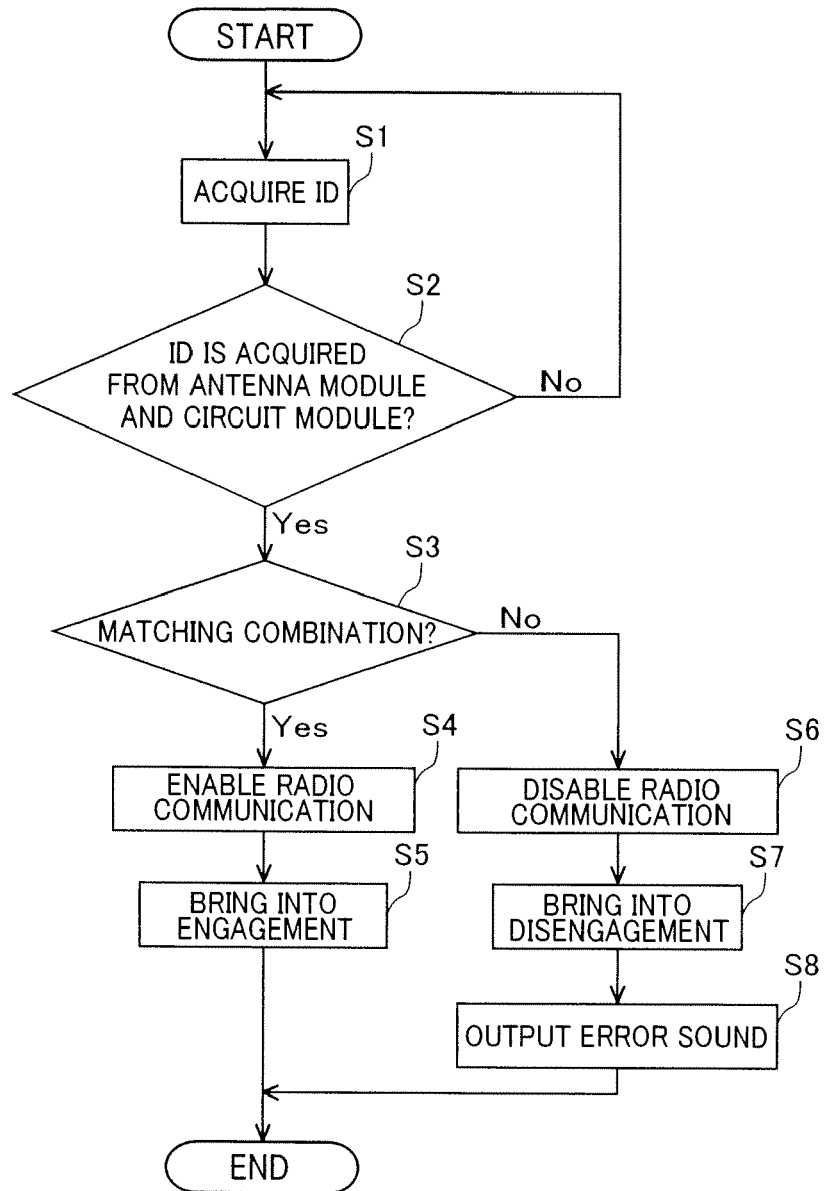 START
S1
ACQUIRE ID
S2
ID IS ACQUIRED
FROM ANTENNA MODULE
AND CIRCUIT MODULE?
No
Yes
S3
MATCHING COMBINATION?
No
Yes
S4
ENABLE RADIO
COMMUNICATION
S6
DISABLE RADIO
COMMUNICATION
S5
BRING INTO
ENGAGEMENT
S7
BRING INTO
DISENGAGEMENT
S8
OUTPUT ERROR SOUND
END